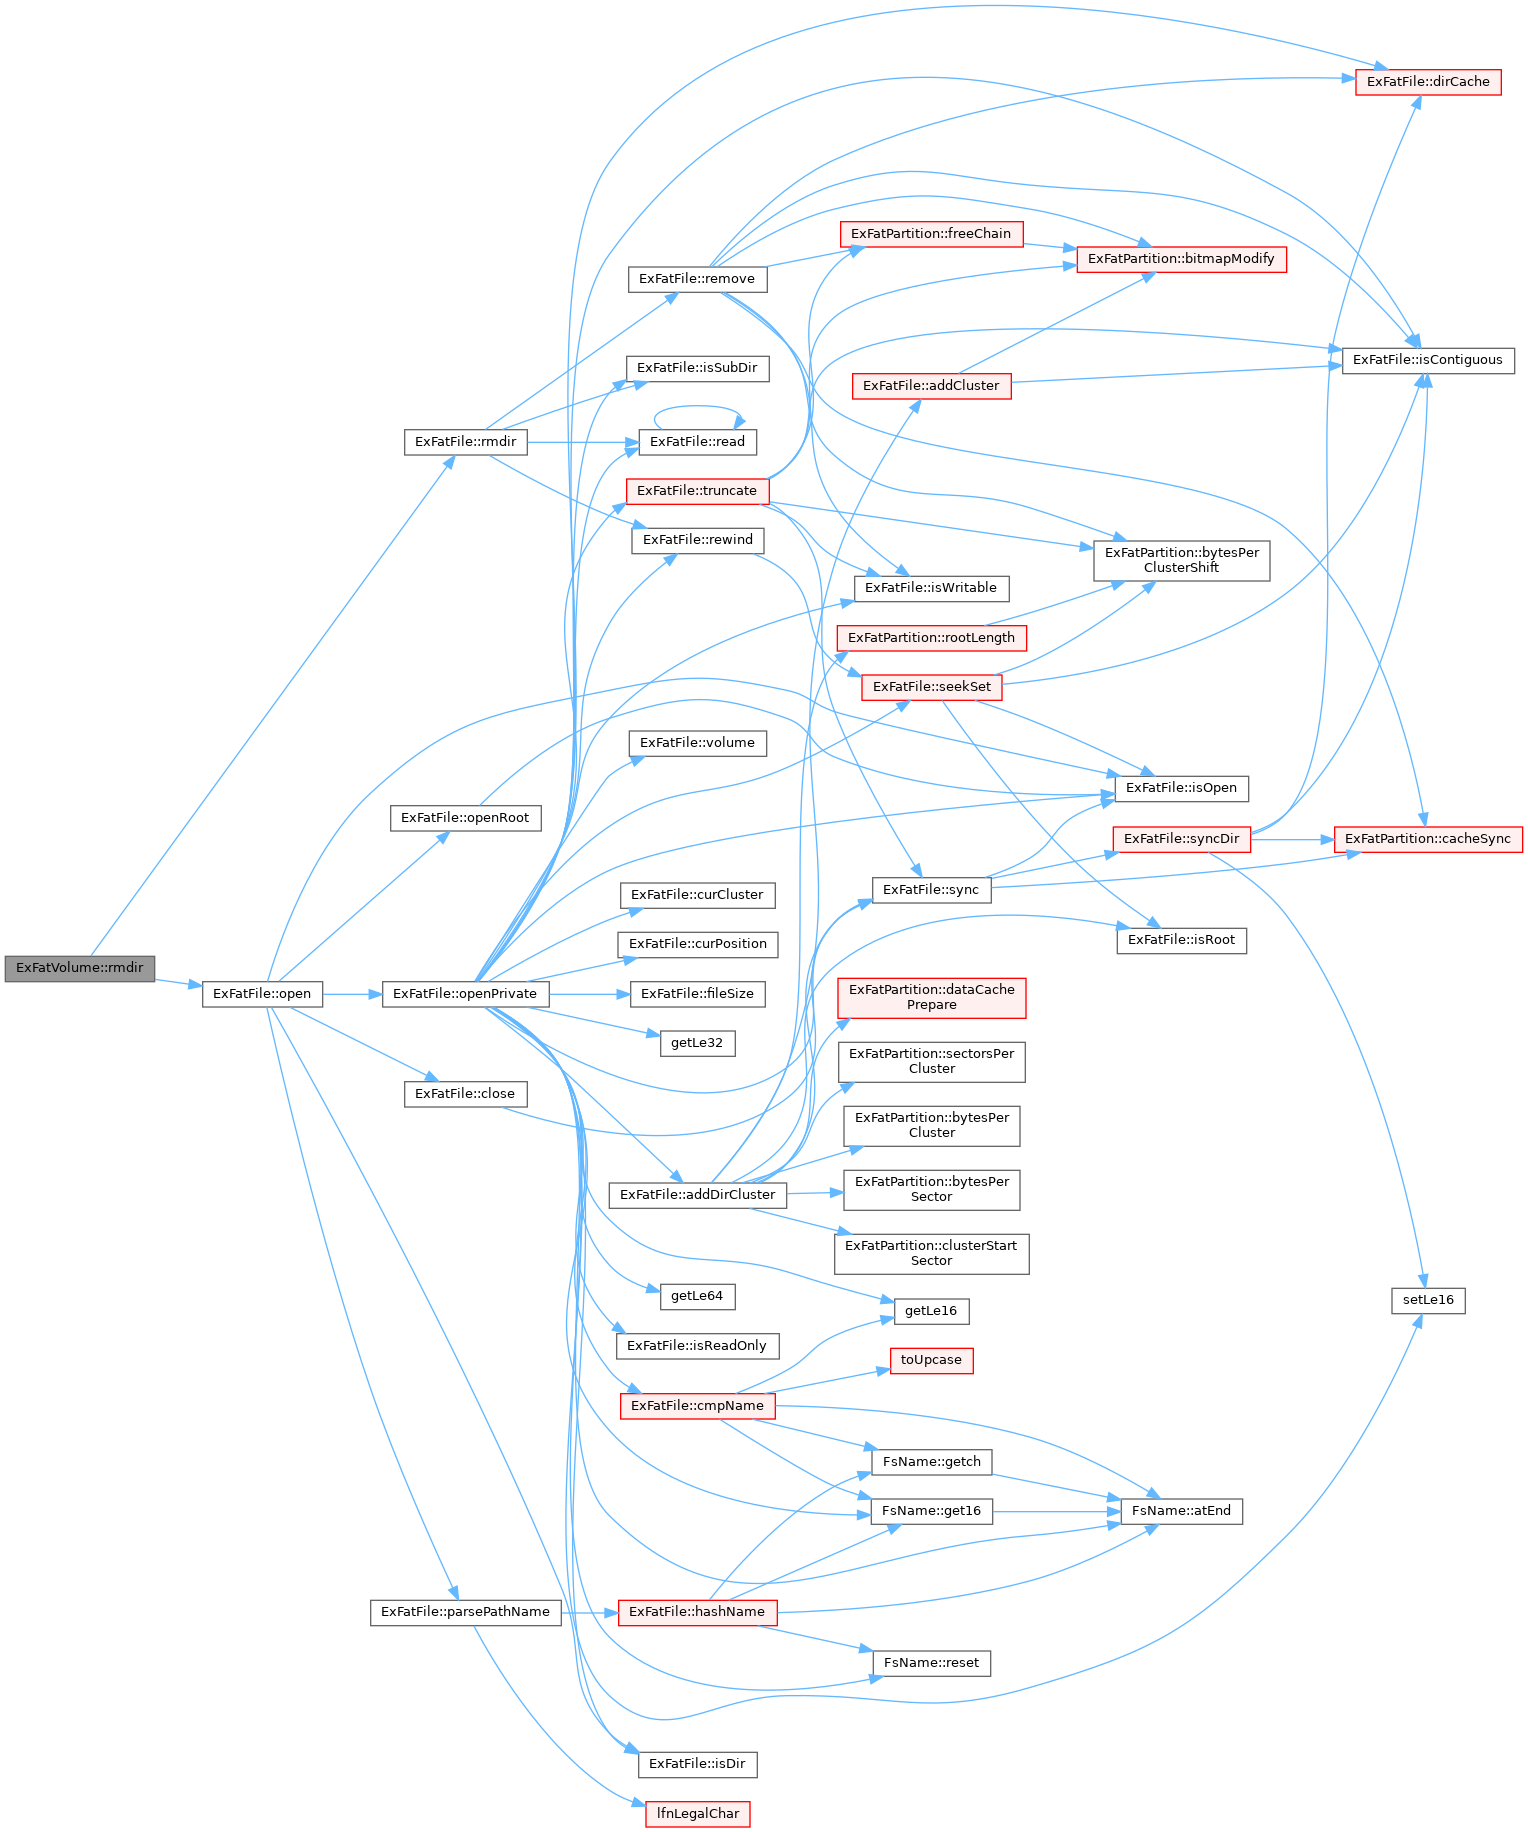 ExFatFile::dirCache
ExFatPartition::freeChain
ExFatPartition::bitmapModify
ExFatFile::remove
ExFatFile::isContiguous
ExFatFile::isSubDir
ExFatFile::addCluster
ExFatFile::rmdir
ExFatFile::read
ExFatFile::truncate
ExFatFile::rewind
ExFatPartition::bytesPer
ClusterShift
ExFatFile::isWritable
ExFatPartition::rootLength
ExFatFile::seekSet
ExFatFile::volume
ExFatFile::isOpen
ExFatFile::openRoot
ExFatFile::syncDir
ExFatPartition::cacheSync
ExFatFile::curCluster
ExFatFile::sync
ExFatFile::curPosition
ExFatFile::isRoot
ExFatVolume::rmdir
ExFatFile::open
ExFatFile::openPrivate
ExFatFile::fileSize
ExFatPartition::dataCache
Prepare
getLe32
ExFatPartition::sectorsPer
Cluster
ExFatFile::close
ExFatPartition::bytesPer
Cluster
ExFatFile::addDirCluster
ExFatPartition::bytesPer
Sector
ExFatPartition::clusterStart
Sector
getLe64
getLe16
setLe16
ExFatFile::isReadOnly
toUpcase
ExFatFile::cmpName
FsName::getch
FsName::get16
FsName::atEnd
ExFatFile::parsePathName
ExFatFile::hashName
FsName::reset
ExFatFile::isDir
lfnLegalChar